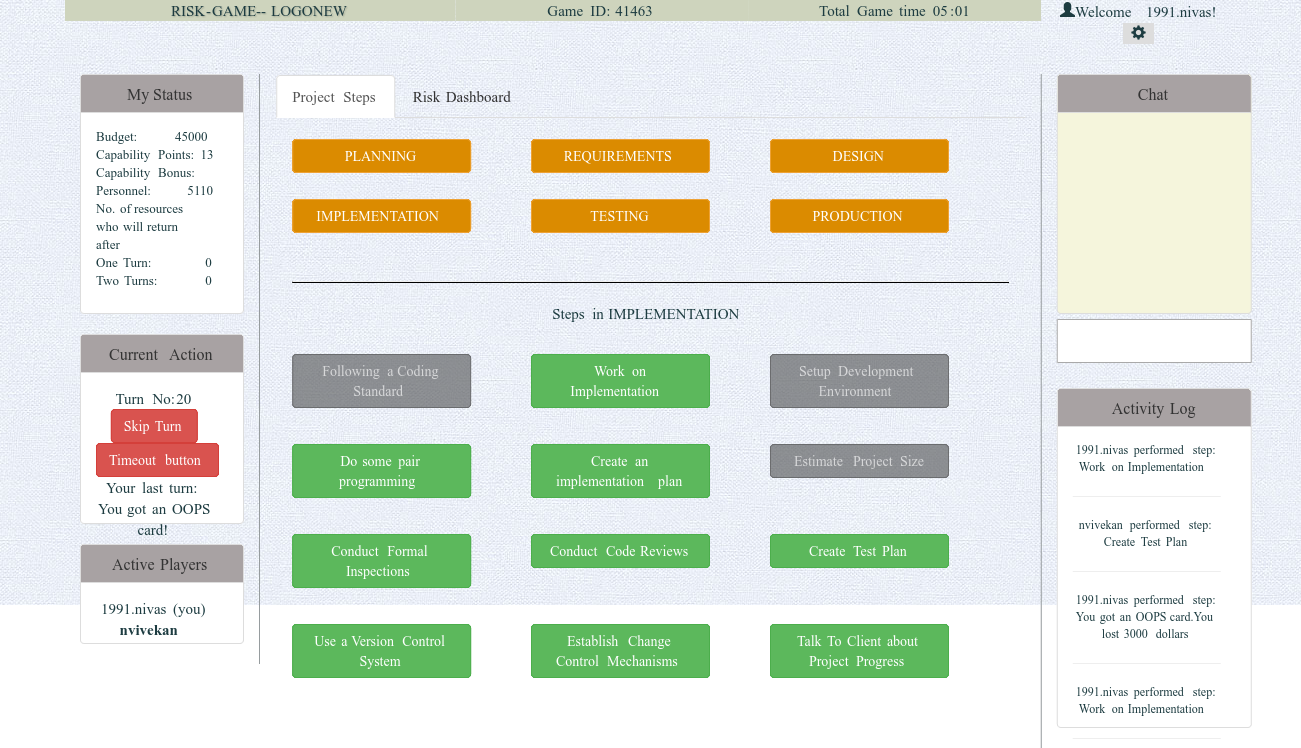 RISK-GAME-- LOGONEW
Game ID: 41463
Total Game time 05:01
Welcome 1991.nivas!
My Status
Budget: 45000
Capability Points: 13
Capability Bonus:
Personnel: 5110
No. of resources
who will return
after
One Turn: 0
Two Turns: 0
Current Action
Turn No:20
Skip Turn
Timeout button
Your last turn:
You got an OOPS
card!
Active Players
1991.nivas (you)
nvivekan
Project Steps
Risk Dashboard
PLANNING
REQUIREMENTS
DESIGN
IMPLEMENTATION
TESTING
PRODUCTION
Steps in IMPLEMENTATION
Following a Coding
Standard
Work on
Implementation
Setup Development
Environment
Do some pair
programming
Create an
implementation plan
Estimate Project Size
Conduct Formal
Inspections
Conduct Code Reviews
Create Test Plan
Use a Version Control
System
Establish Change
Control Mechanisms
Talk To Client about
Project Progress
Chat
Activity Log
1991.nivas performed step:
Work on Implementation
nvivekan performed step:
Create Test Plan
1991.nivas performed step:
You got an OOPS card.You
lost 3000 dollars
1991.nivas performed step:
Work on Implementation